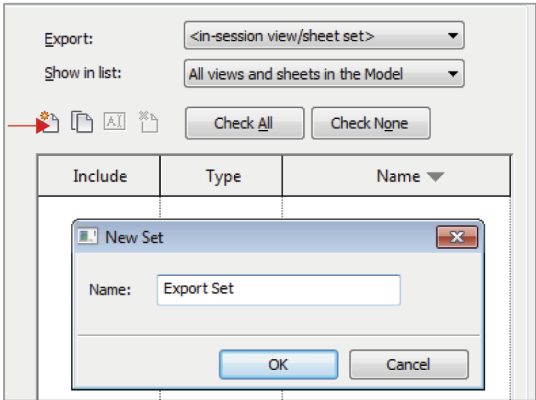 Export: <in-session view/sheet set>
Show in list: All views and sheets in the Model
AI Check All Check None
Include Type Name
New Set
Name: Export Set
OK Cancel